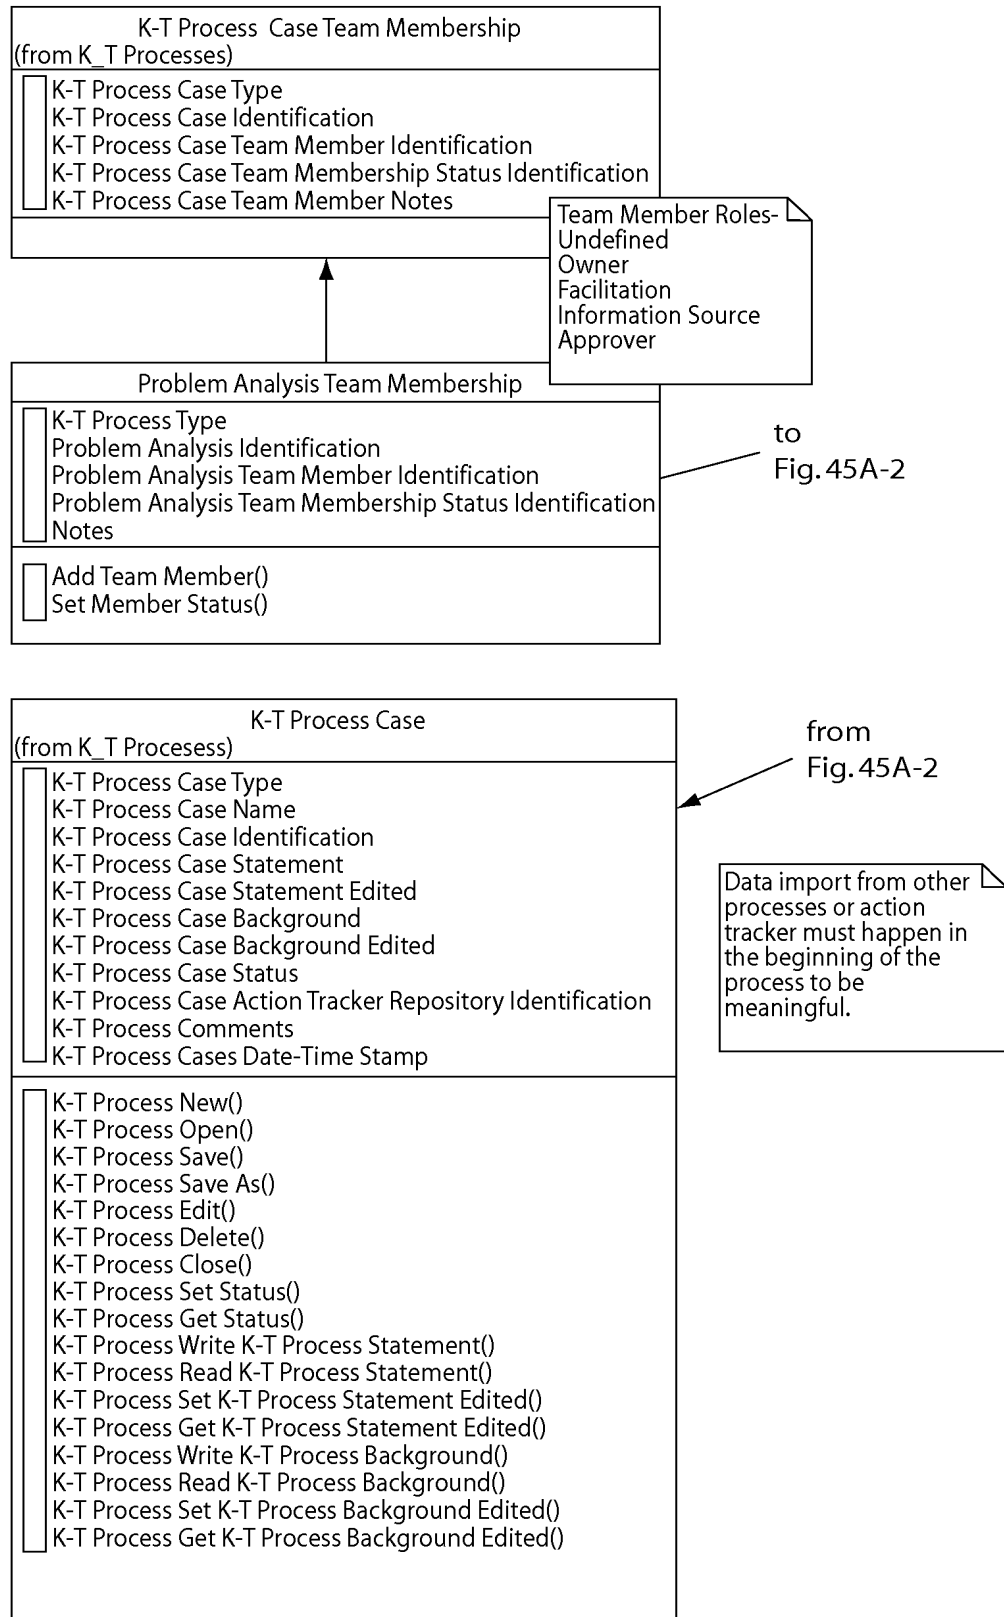 K-T Process Case Team Membership
(from K_T Processes)
K-T Process Case Type
K-T Process Case Identification
K-T Process Case Team Member Identification
K-T Process Case Team Membership Status Identification
K-T Process Case Team Member Notes
Team Member Roles-
Undefined
Owner
Facilitation
Information Source
Approver
Problem Analysis Team Membership
K-T Process Type
Problem Analysis Identification
Problem Analysis Team Member Identification
Problem Analysis Team Membership Status Identification
Notes
Add Team Member()
Set Member Status()
to
Fig. 45A-2
K-T Process Case
(from K_T Procesess)
K-T Process Case Type
K-T Process Case Name
K-T Process Case Identification
K-T Process Case Statement
K-T Process Case Statement Edited
K-T Process Case Background
K-T Process Case Background Edited
K-T Process Case Status
K-T Process Case Action Tracker Repository Identification
K-T Process Comments
K-T Process Cases Date-Time Stamp
from
Fig. 45A-2
Data import from other
processes or action
tracker must happen in
the beginning of the
process to be
meaningful.
K-T Process New()
K-T Process Open()
K-T Process Save()
K-T Process Save As()
K-T Process Edit()
K-T Process Delete()
K-T Process Close()
K-T Process Set Status()
K-T Process Get Status()
K-T Process Write K-T Process Statement()
K-T Process Read K-T Process Statement()
K-T Process Set K-T Process Statement Edited()
K-T Process Get K-T Process Statement Edited()
K-T Process Write K-T Process Background()
K-T Process Read K-T Process Background()
K-T Process Set K-T Process Background Edited()
K-T Process Get K-T Process Background Edited()